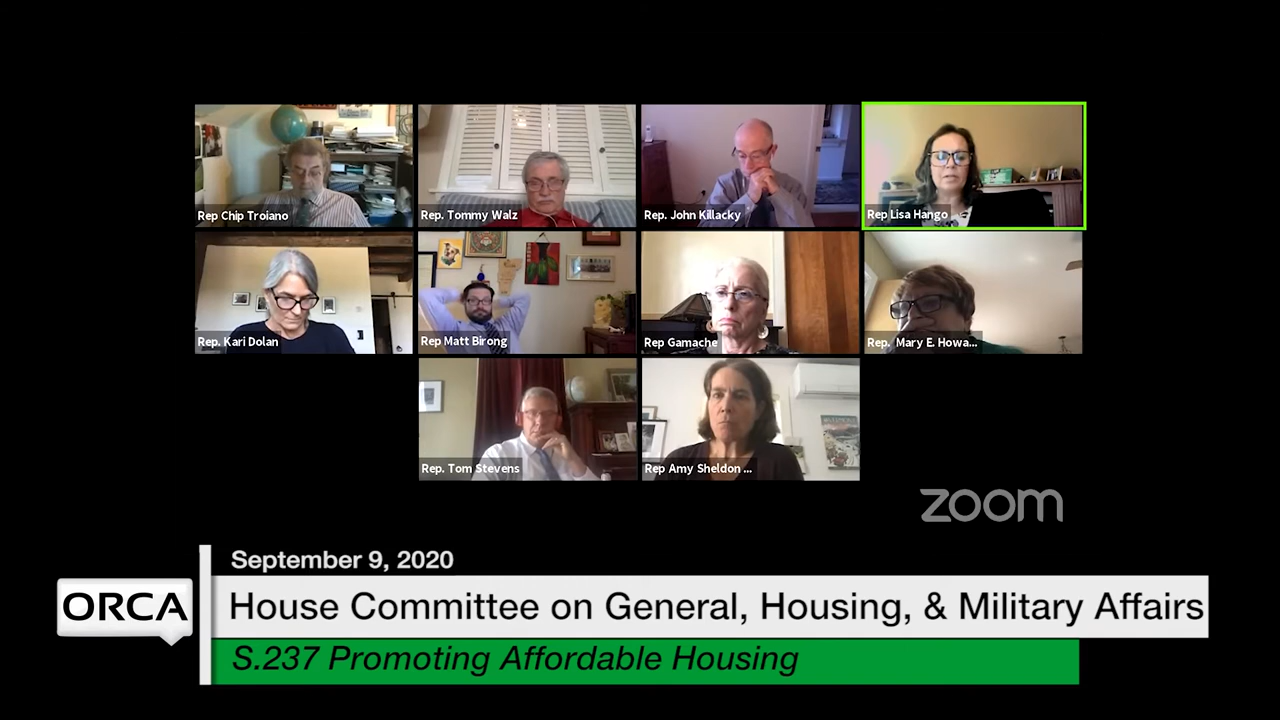 Rep Chip Troiano
Rep. Tommy Walz
Rep. John Killacky
Rep Lisa Hango
Rep. Kari Dolan
Rep Matt Birong
Rep Gamache
Rep. Mary E. Howa...
Rep. Tom Stevens
Rep Amy Sheldon ...
zoom
September 9, 2020
ORCA
House Committee on General, Housing, & Military Affairs
S.237 Promoting Affordable Housing